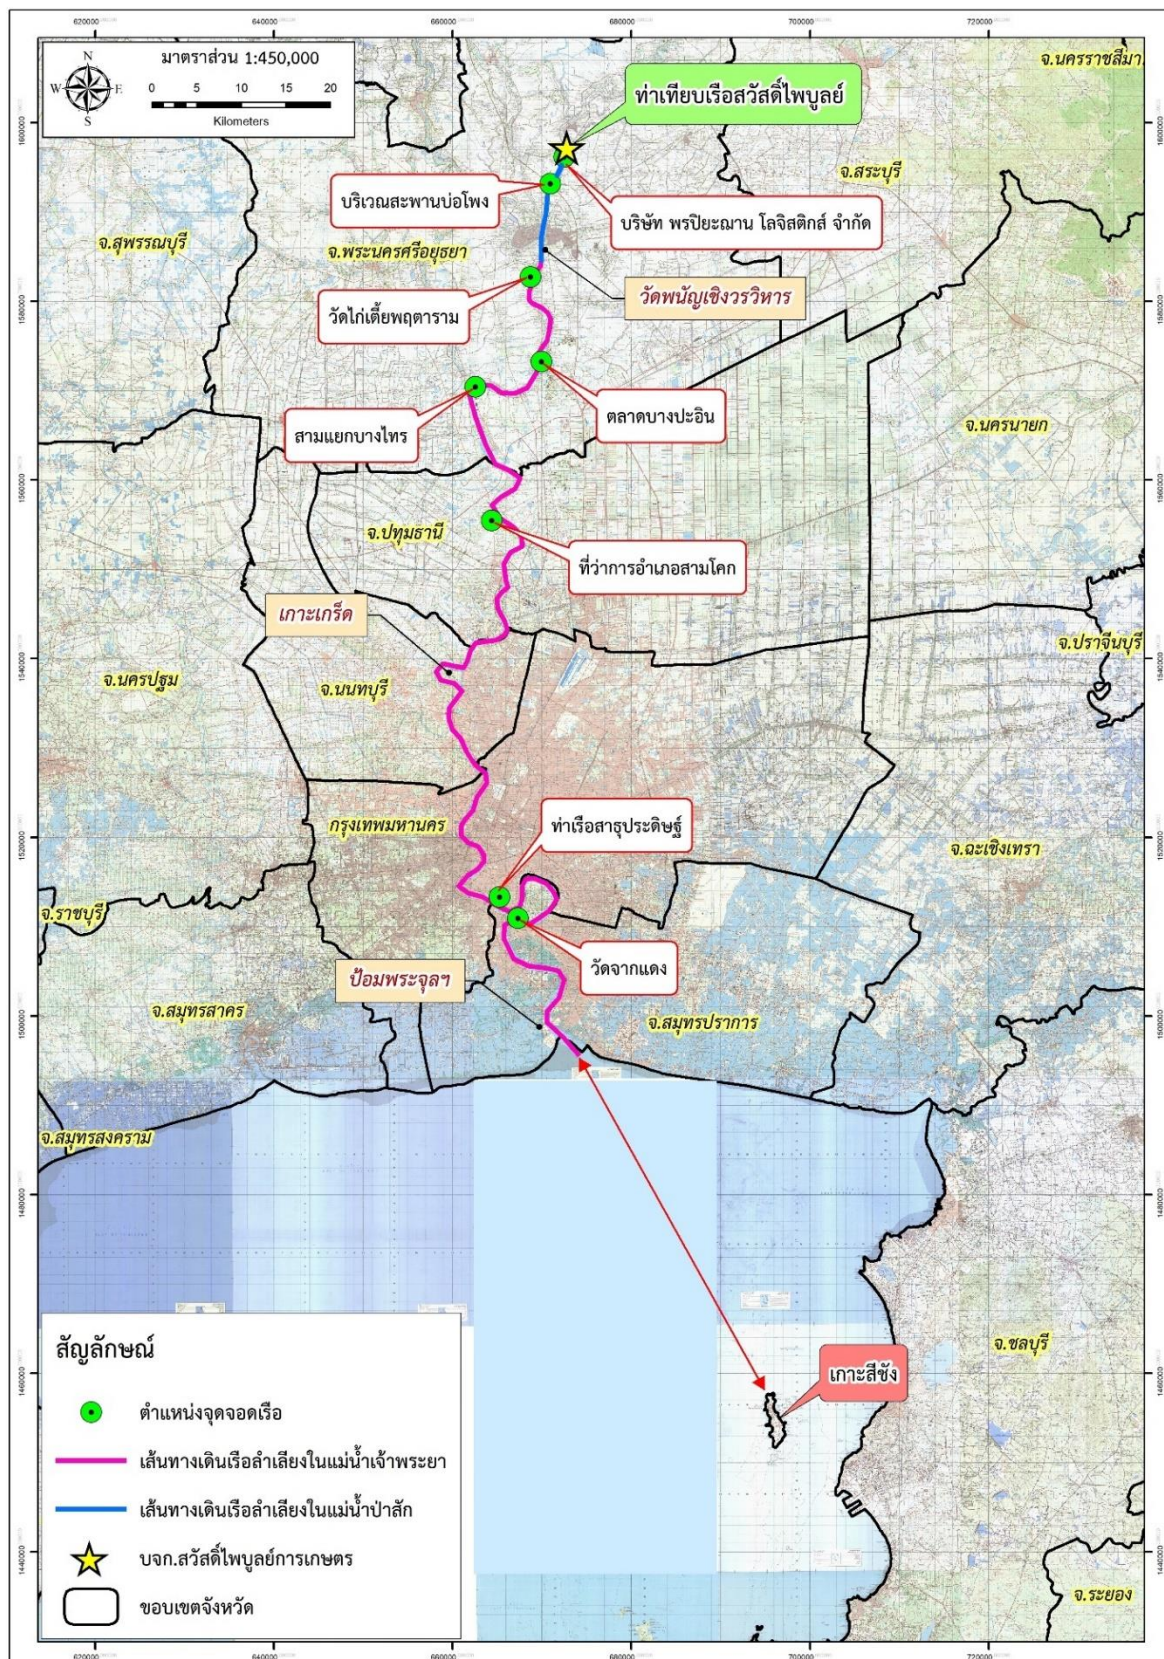 620000 640000 660000 680000 700000 720000
มาตราส่วน 1:450,000
N
W E
S
0 5 10 15 20
Kilometers
จ.นครราชสีมา
ท่าเทียบเรือสวัสดิ์ไพบูลย์
1600000
1600000
จ.สระบุรี
บริเวณสะพานบ่อโพง
บริษัท พรปิยะฌาน โลจิสติกส์ จำกัด
จ.สุพรรณบุรี
จ.พระนครศรีอยุธยา
วัดพนัญเชิงวรวิหาร
1580000
1580000
วัดไก่เตี้ยพฤฒาราม
ตลาดบางปะอิน
สามแยกบางไทร
จ.นครนายก
1560000
1560000
จ.ปทุมธานี
ที่ว่าการอำเภอสามโคก
เกาะเกร็ด
จ.ปราจีนบุรี
1540000
1540000
จ.นครปฐม
จ.นนทบุรี
กรุงเทพมหานคร
ท่าเรือสาธุประดิษฐ์
1520000
1520000
จ.ฉะเชิงเทรา
จ.ราชบุรี
วัดจากแดง
ป้อมพระจุลฯ
จ.สมุทรสาคร
จ.สมุทรปราการ
1500000
1500000
จ.สมุทรสงคราม
1480000
1480000
สัญลักษณ์
จ.ชลบุรี
เกาะสีชัง
1460000
1460000
ตำแหน่งจุดจอดเรือ
เส้นทางเดินเรือลำเลียงในแม่น้ำเจ้าพระยา
เส้นทางเดินเรือลำเลียงในแม่น้ำป่าสัก
บจก.สวัสดิ์ไพบูลย์การเกษตร
1440000
1440000
ขอบเขตจังหวัด
จ.ระยอง
620000 640000 660000 680000 700000 720000